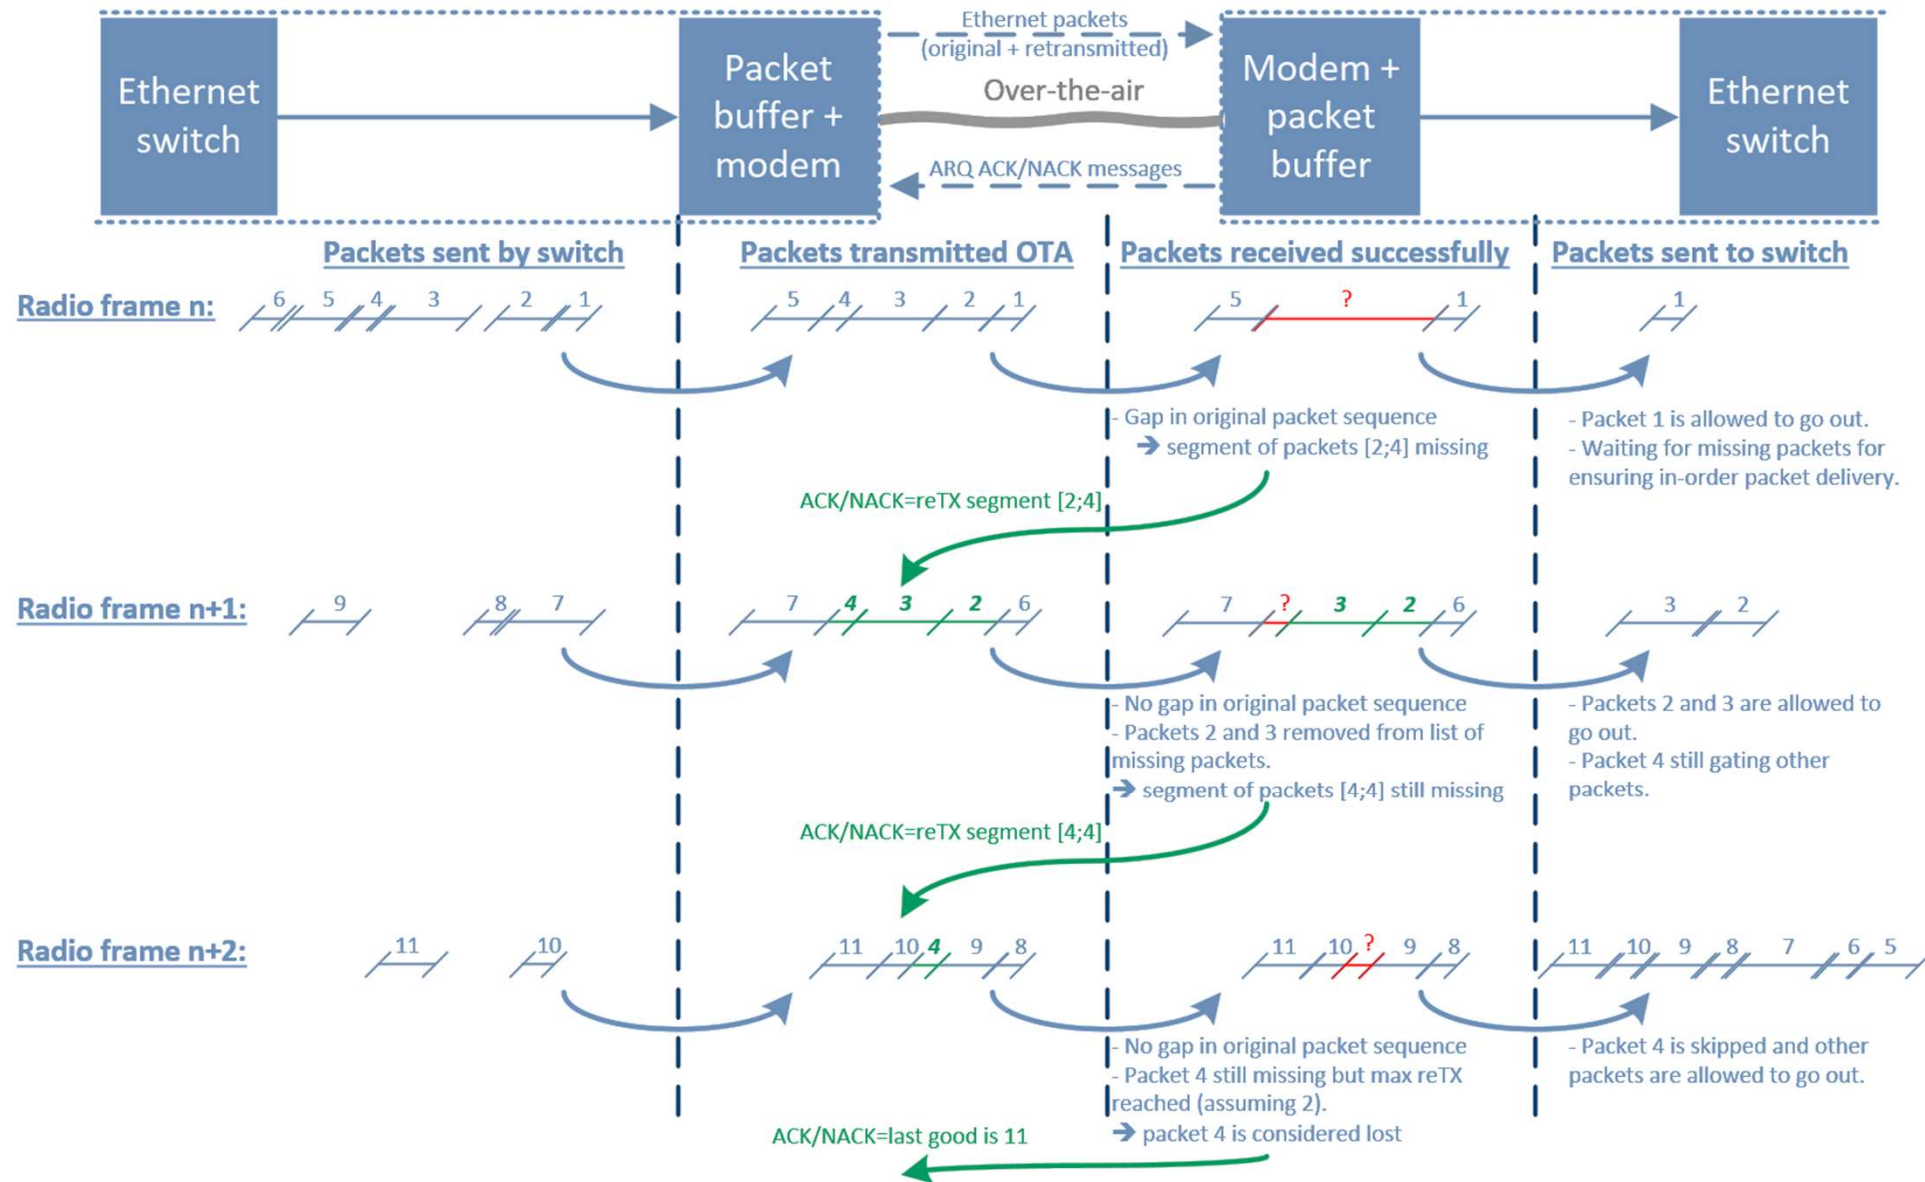 Ethernet
switch
Packet
buffer +
modem
Ethernet packets
(original + retransmitted)
Over-the-air
ARQ ACK/NACK messages
Modem +
packet
buffer
Ethernet
switch
Packets sent by switch
Packets transmitted OTA
Packets received successfully
Packets sent to switch
Radio frame n:
6 5 4 3 2 1
5 4 3 2 1
5 ? 1
1
- Gap in original packet sequence
➔ segment of packets [2;4] missing
- Packet 1 is allowed to go out.
- Waiting for missing packets for
ensuring in-order packet delivery.
ACK/NACK=reTX segment [2;4]
Radio frame n+1:
9 8 7
7 4 3 2 6
7 ? 3 2 6
3 2
- No gap in original packet sequence
- Packets 2 and 3 removed from list of
missing packets.
➔ segment of packets [4;4] still missing
- Packets 2 and 3 are allowed to
go out.
- Packet 4 still gating other
packets.
ACK/NACK=reTX segment [4;4]
Radio frame n+2:
11 10
11 10 4 9 8
11 10 ? 9 8
11 10 9 8 7 6 5
- No gap in original packet sequence
- Packet 4 still missing but max reTX
reached (assuming 2).
➔ packet 4 is considered lost
- Packet 4 is skipped and other
packets are allowed to go out.
ACK/NACK=last good is 11